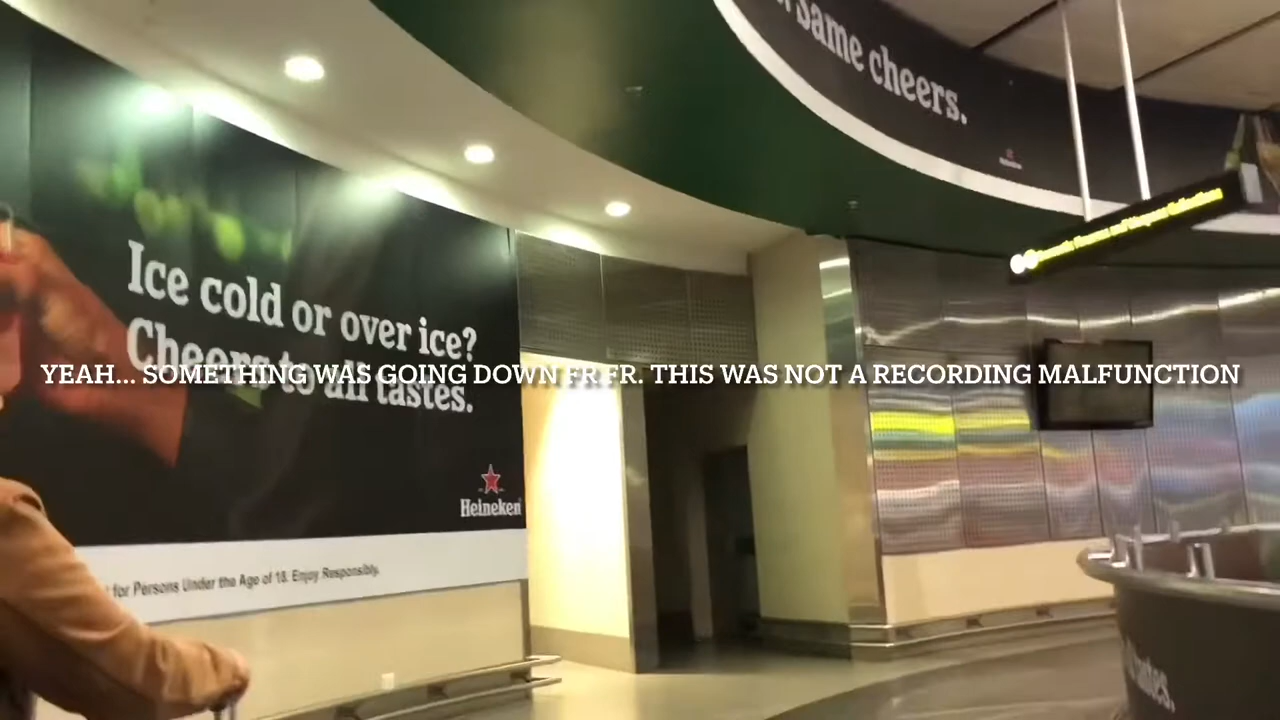 Same cheers.
Ice cold or over ice?
Cheers to all tastes.
YEAH... SOMETHING WAS GOING DOWN FR FR. THIS WAS NOT A RECORDING MALFUNCTION
Heineken
for Persons Under the Age of 18. Enjoy Responsibly.